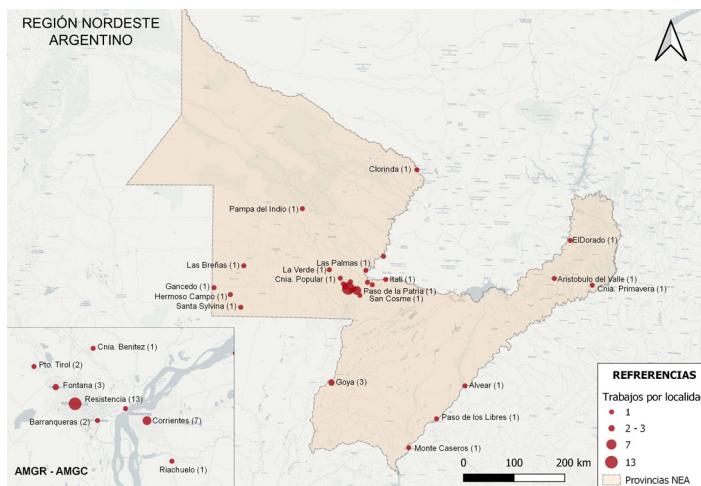 REGIÓN NORDESTE
ARGENTINO
Clorinda (1)
Pampa del Indio (1)
ElDorado (1)
Las Palmas (1)
Las Breñas (1)
La Verde (1)
Cnia. Popular (1)
Itati (1)
Aristobulo del Valle (1)
Cnia. Primavera (1)
Gancedo (1)
Hermoso Campo (1)
Paso de la Patria (1)
San Cosme (1)
Santa Sylvina (1)
Cnia. Benitez (1)
Pto. Tirol (2)
Fontana (3)
Resistencia (13)
Barranqueras (2)
Corrientes (7)
Riachuelo (1)
AMGR - AMGC
Goya (3)
Alvear (1)
Paso de los Libres (1)
Monte Caseros (1)
0 100 200 km
REFRERENCIAS
Trabajos por localidad
1
2 - 3
7
13
Provincias NEA